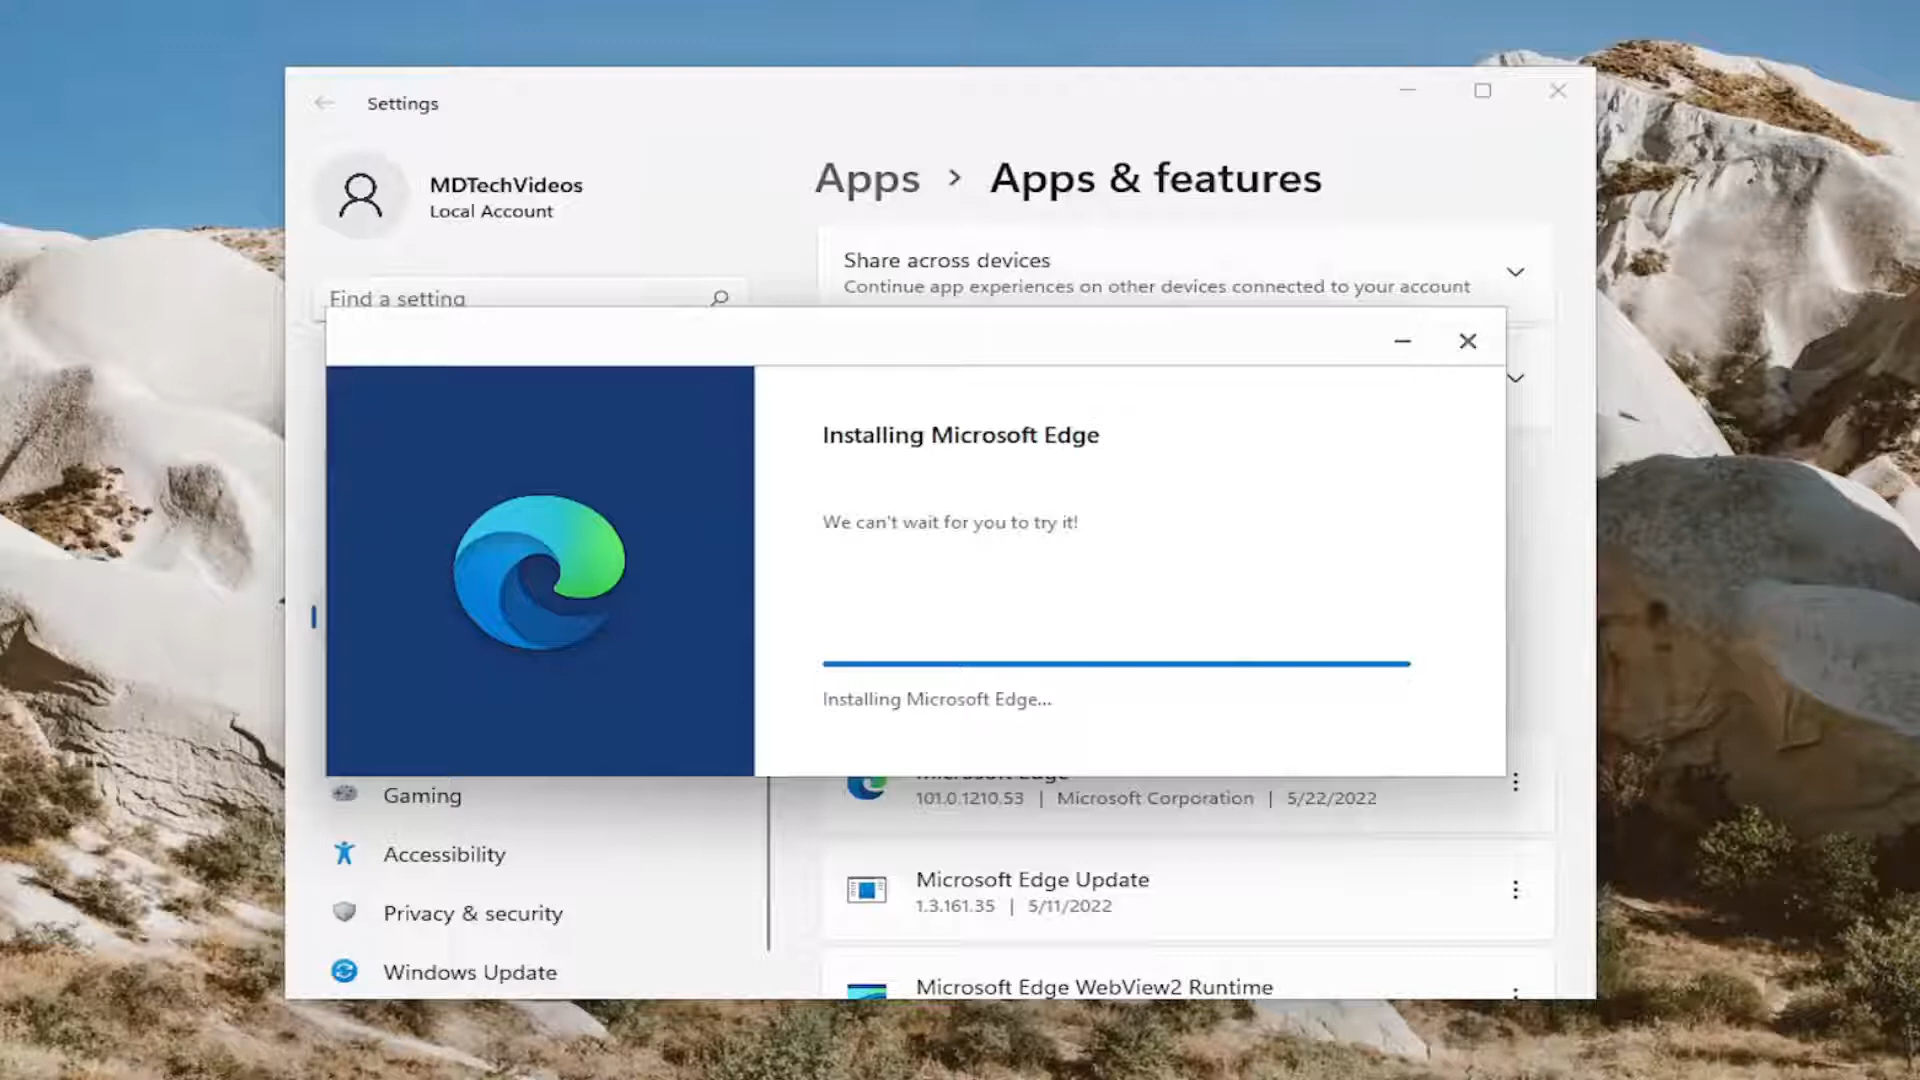 Settings
MDTechVideos
Local Account
Find a setting
Apps > Apps & features
Share across devices
Continue app experiences on other devices connected to your account
Installing Microsoft Edge
We can't wait for you to try it!
Installing Microsoft Edge...
Gaming
Accessibility
Privacy & security
Windows Update
Microsoft Edge
101.0.1210.53 | Microsoft Corporation | 5/22/2022
Microsoft Edge Update
1.3.161.35 | 5/11/2022
Microsoft Edge WebView2 Runtime